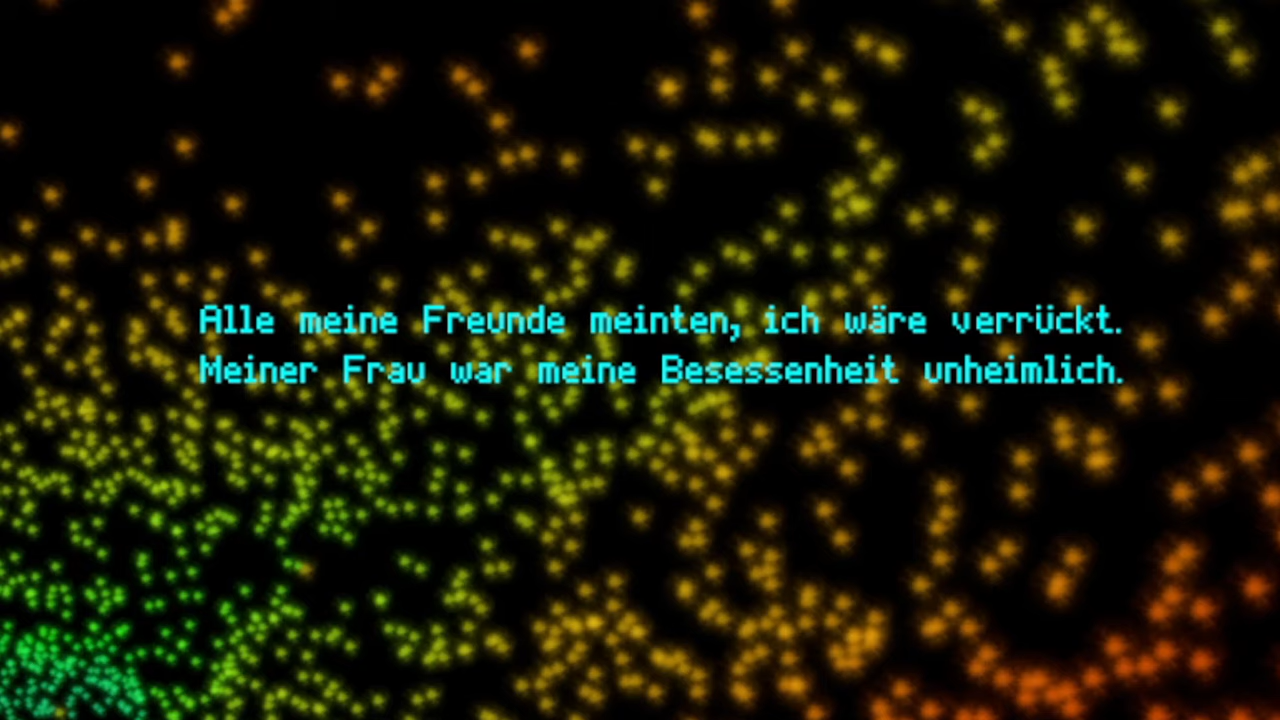 Alle meine Freunde meinten, ich wäre verrückt.
Meiner Frau war meine Besessenheit unheimlich.